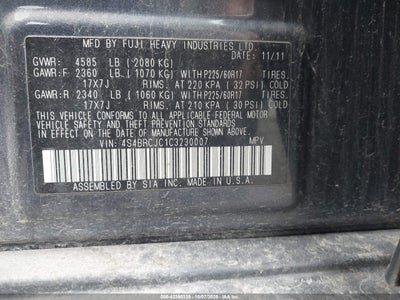 MFD BY FUJI HEAVY INDUSTRIES LTD.
DATE: 11/11
GVWR: 4585 LB (2080 KG)
GAWR:F 2360 LB (1070 KG) WITH P225/60R17 TIRES,
17X7J RIMS, AT 220 KPA (32 PSI) COLD
GAWR:R 2340 LB (1060 KG) WITH P225/60R17 TIRES,
17X7J RIMS, AT 210 KPA (30 PSI) COLD
THIS VEHICLE CONFORMS TO ALL APPLICABLE
FEDERAL MOTOR VEHICLE SAFETY, BUMPER, AND
THEFT PREVENTION STANDARDS IN EFFECT ON
THE DATE OF MANUFACTURE SHOWN ABOVE.
VIN: 4S4BRCJC1C3230007 MPV
ASSEMBLED BY SIA INC. MADE IN U.S.A.